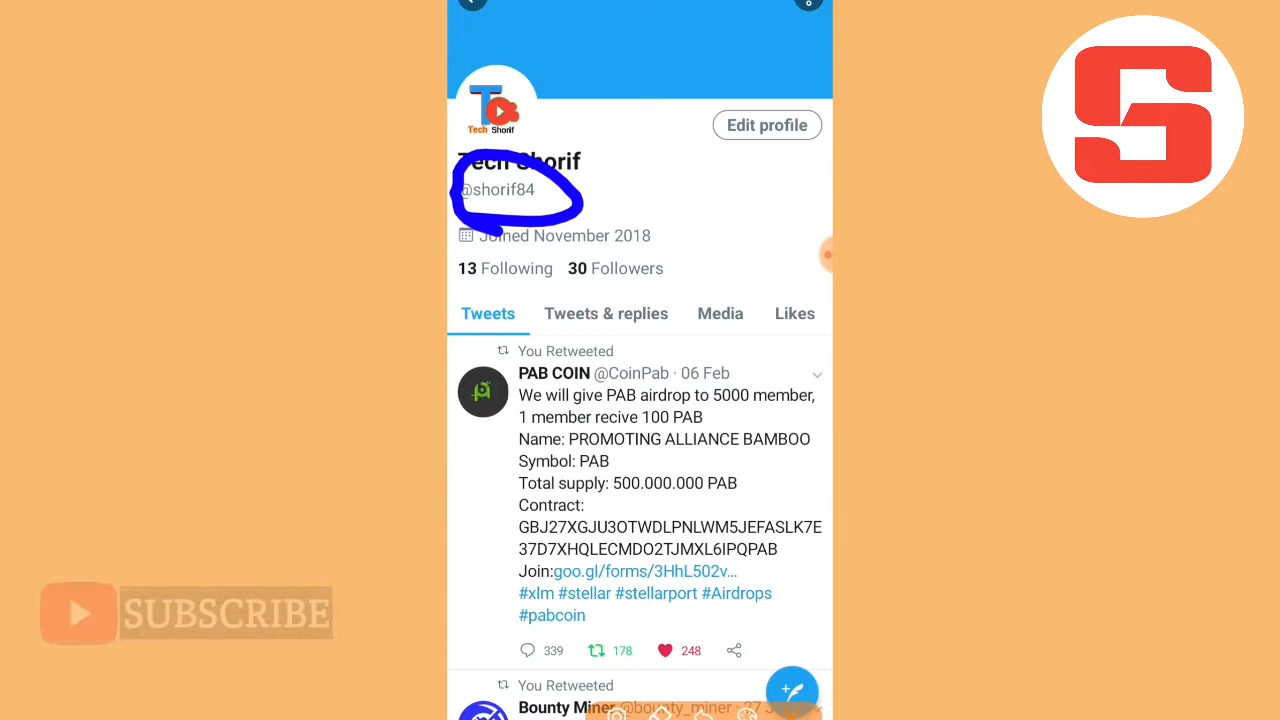 Tech Shorif
Edit profile
Tech Shorif
@shorif84
Joined November 2018
13 Following 30 Followers
Tweets Tweets & replies Media Likes
You Retweeted
PAB COIN @CoinPab · 06 Feb
We will give PAB airdrop to 5000 member,
1 member recive 100 PAB
Name: PROMOTING ALLIANCE BAMBOO
Symbol: PAB
Total supply: 500.000.000 PAB
Contract:
GBJ27XGJU3OTWDLPNLWM5JEFASLK7E
37D7XHQLECMDO2TJMXL6IPQPAB
Join:goo.gl/forms/3HhL502v...
#xlm #stellar #stellarport #Airdrops
#pabcoin
339 178 248
You Retweeted
Bounty Miner @bounty_miner · 27
SUBSCRIBE
S